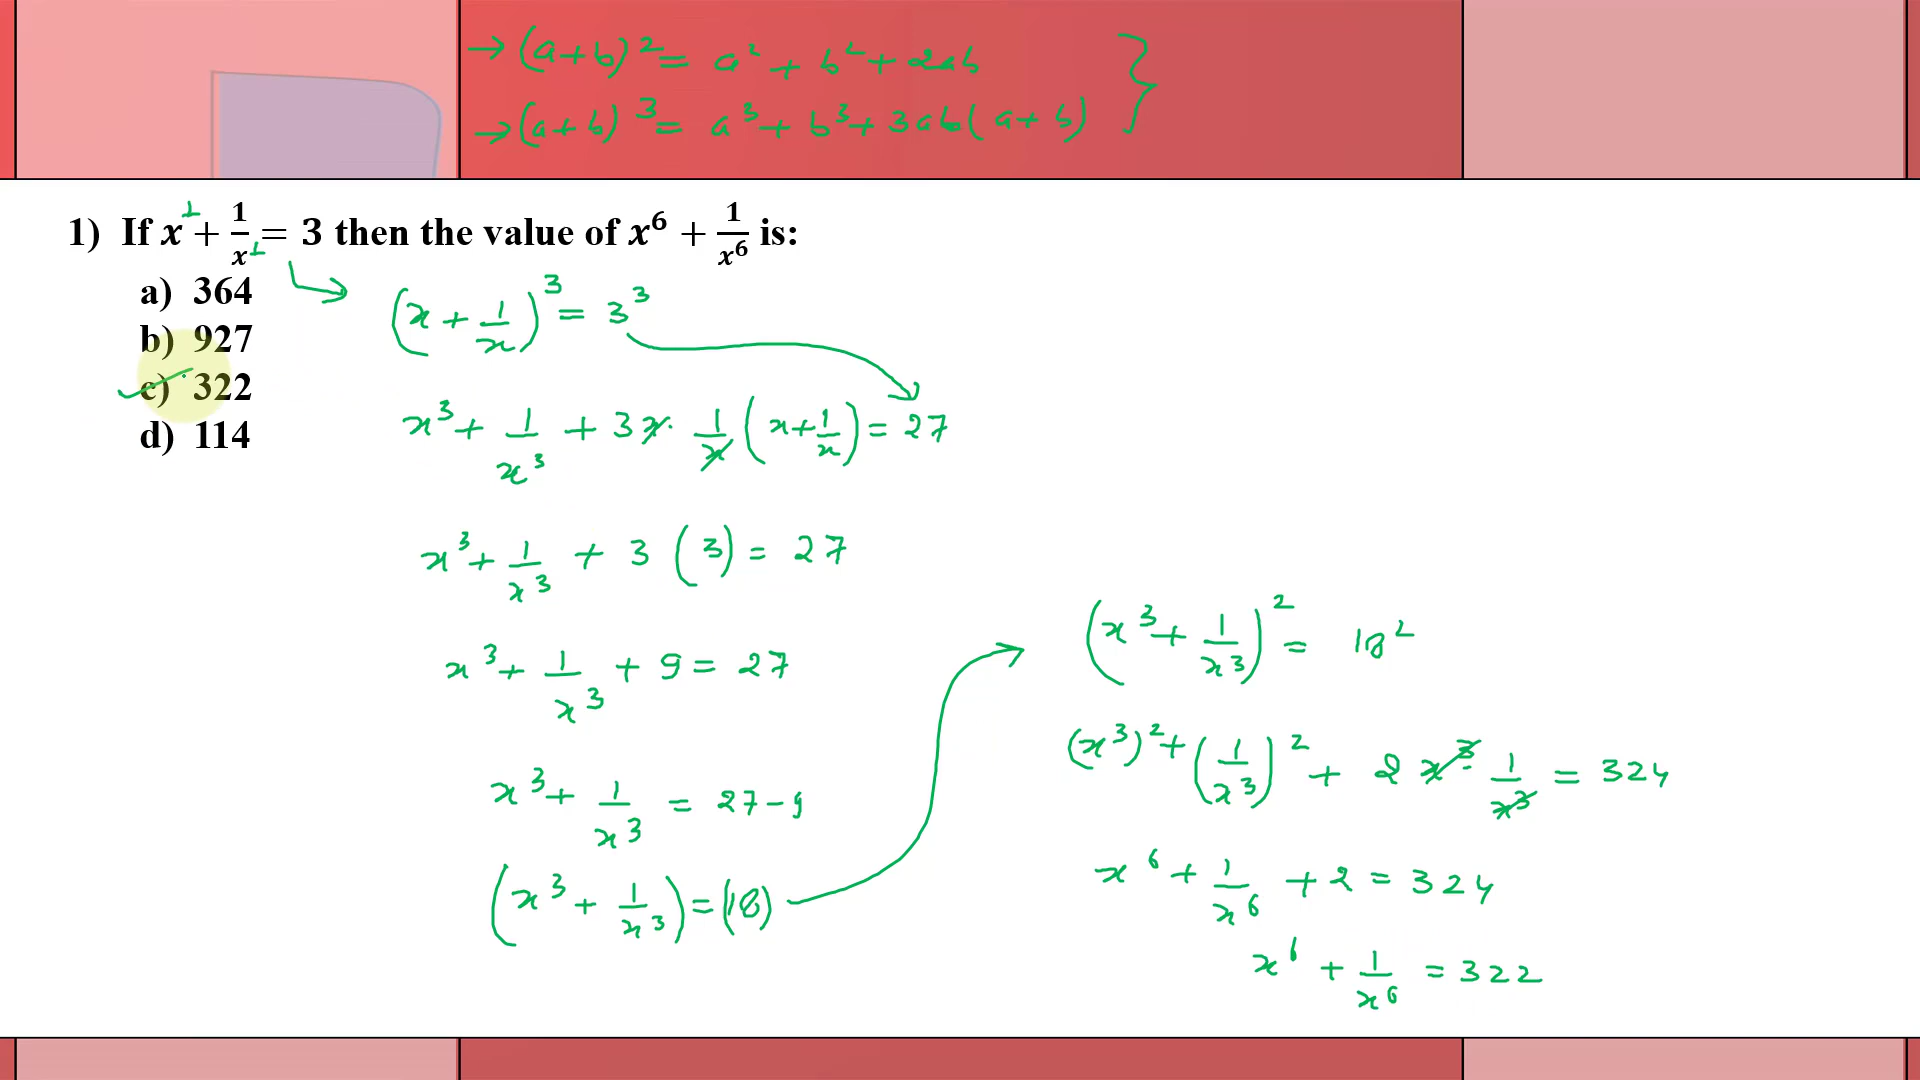 → (a+b)² = a² + b² + 2ab
→ (a+b)³ = a³ + b³ + 3ab(a+b)
1) If x¹ + 1/x¹ = 3 then the value of x⁶ + 1/x⁶ is:
a) 364
b) 927
c) 322
d) 114
(x + 1/x)³ = 3³
x³ + 1/x³ + 3x · 1/x (x + 1/x) = 27
x³ + 1/x³ + 3 (3) = 27
x³ + 1/x³ + 9 = 27
x³ + 1/x³ = 27 - 9
(x³ + 1/x³) = (18)
(x³ + 1/x³)² = 18²
(x³)² + (1/x³)² + 2 x³ 1/x³ = 324
x⁶ + 1/x⁶ + 2 = 324
x⁶ + 1/x⁶ = 322